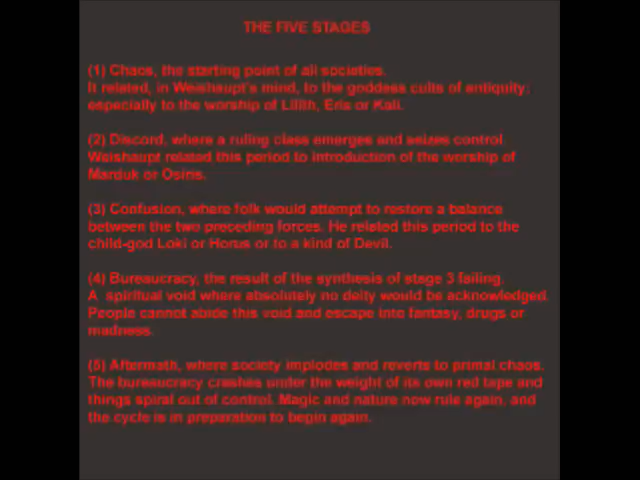 THE FIVE STAGES
(1) Chaos, the starting point of all societies.
It related, in Weishaupt's mind, to the goddess cults of antiquity;
especially to the worship of Lilith, Eris or Kali.
(2) Discord, where a ruling class emerges and seizes control.
Weishaupt related this period to introduction of the worship of
Marduk or Osiris.
(3) Confusion, where folk would attempt to restore a balance
between the two preceding forces. He related this period to the
child-god Loki or Horus or to a kind of Devil.
(4) Bureaucracy, the result of the synthesis of stage 3 failing.
A spiritual void where absolutely no deity would be acknowledged.
People cannot abide this void and escape into fantasy, drugs or
madness.
(5) Aftermath, where society implodes and reverts to primal chaos.
The bureaucracy crashes under the weight of its own red tape and
things spiral out of control. Magic and nature now rule again, and
the cycle is in preparation to begin again.